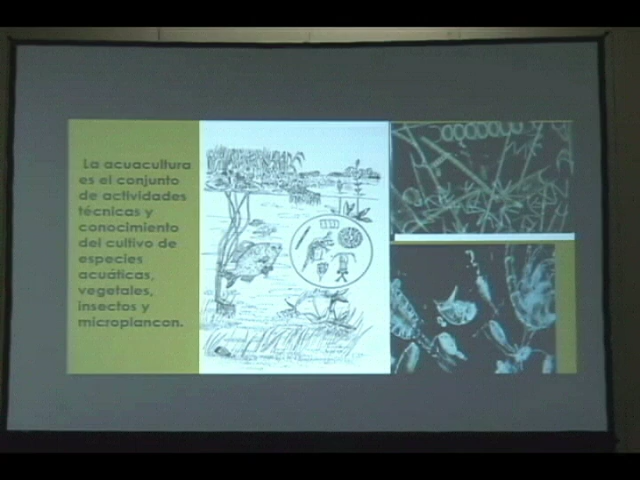 La acuacultura
es el conjunto
de actividades
técnicas y
conocimiento
del cultivo de
especies
acuáticas,
vegetales,
insectos y
microplancon.